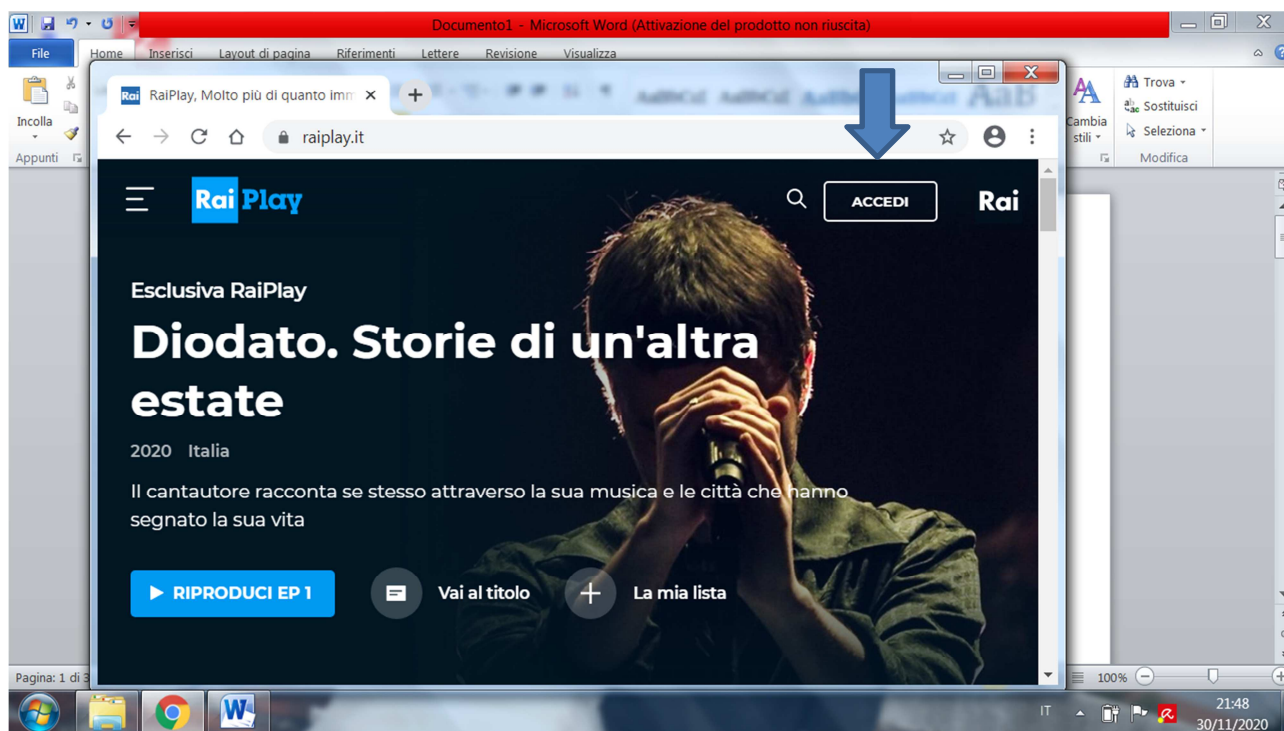 Documento1 - Microsoft Word (Attivazione del prodotto non riuscita)
File Home Inserisci Layout di pagina Riferimenti Lettere Revisione Visualizza
Incolla
Appunti
Cambia
stili
Trova
Sostituisci
Seleziona
Modifica
Rai RaiPlay, Molto più di quanto imm
raiplay.it
Rai Play
ACCEDI
Rai
Esclusiva RaiPlay
Diodato. Storie di un'altra
estate
2020 Italia
Il cantautore racconta se stesso attraverso la sua musica e le città che hanno
segnato la sua vita
RIPRODUCI EP 1
Vai al titolo
La mia lista
Pagina: 1 di 3
100%
IT
21:48
30/11/2020